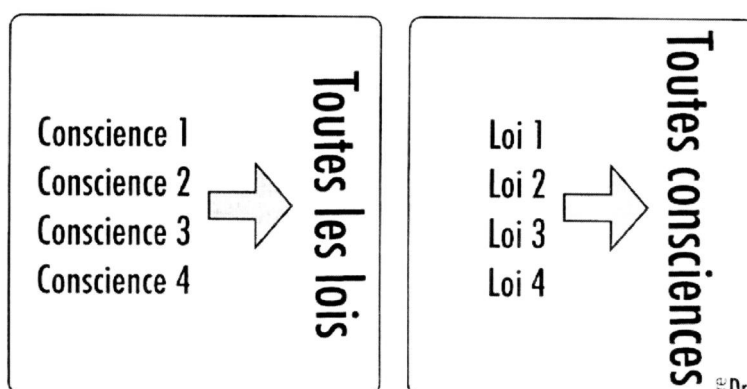 Conscience 1
Conscience 2
Conscience 3
Conscience 4
Toutes les lois
Loi 1
Loi 2
Loi 3
Loi 4
Toutes consciences